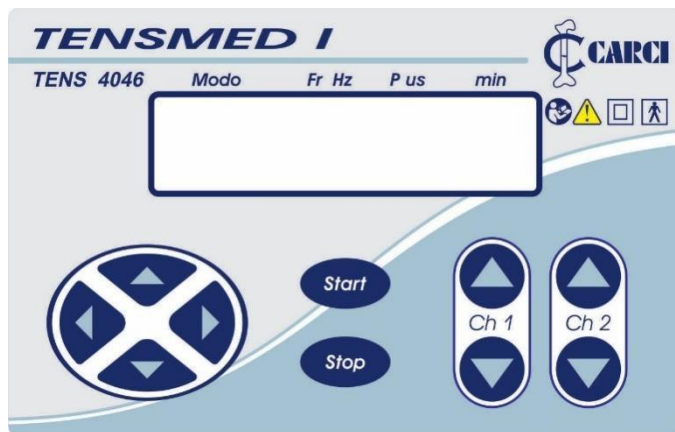 TENSMED I
CARCI
TENS 4046 Modo Fr Hz P us min
Start
Ch 1 Ch 2
Stop